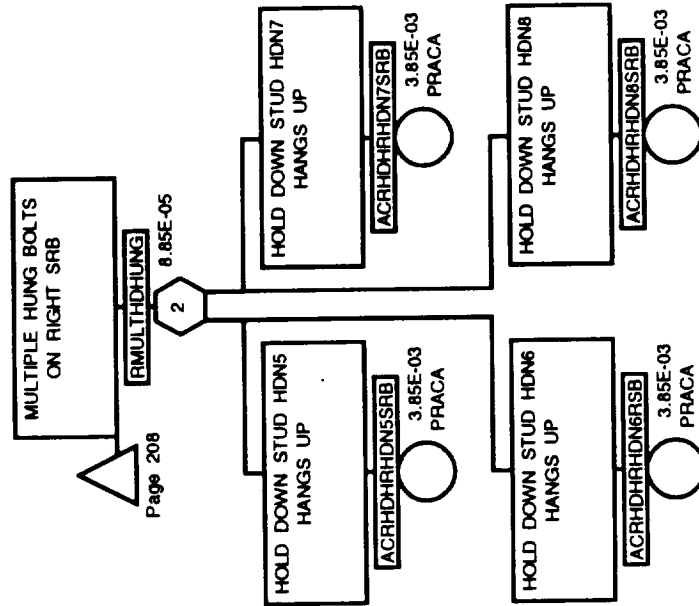 MULTIPLE HUNG BOLTS
ON RIGHT SRB
Page 208
RMULTHDHUNG
8.85E-05
2
HOLD DOWN STUD HDN5
HANGS UP
ACRHDHRHDN5SRB
3.85E-03
PRACA
HOLD DOWN STUD HDN7
HANGS UP
ACRHDHRHDN7SRB
3.85E-03
PRACA
HOLD DOWN STUD HDN6
HANGS UP
ACRHDHRHDN6RSB
3.85E-03
PRACA
HOLD DOWN STUD HDN8
HANGS UP
ACRHDHRHDN8SRB
3.85E-03
PRACA